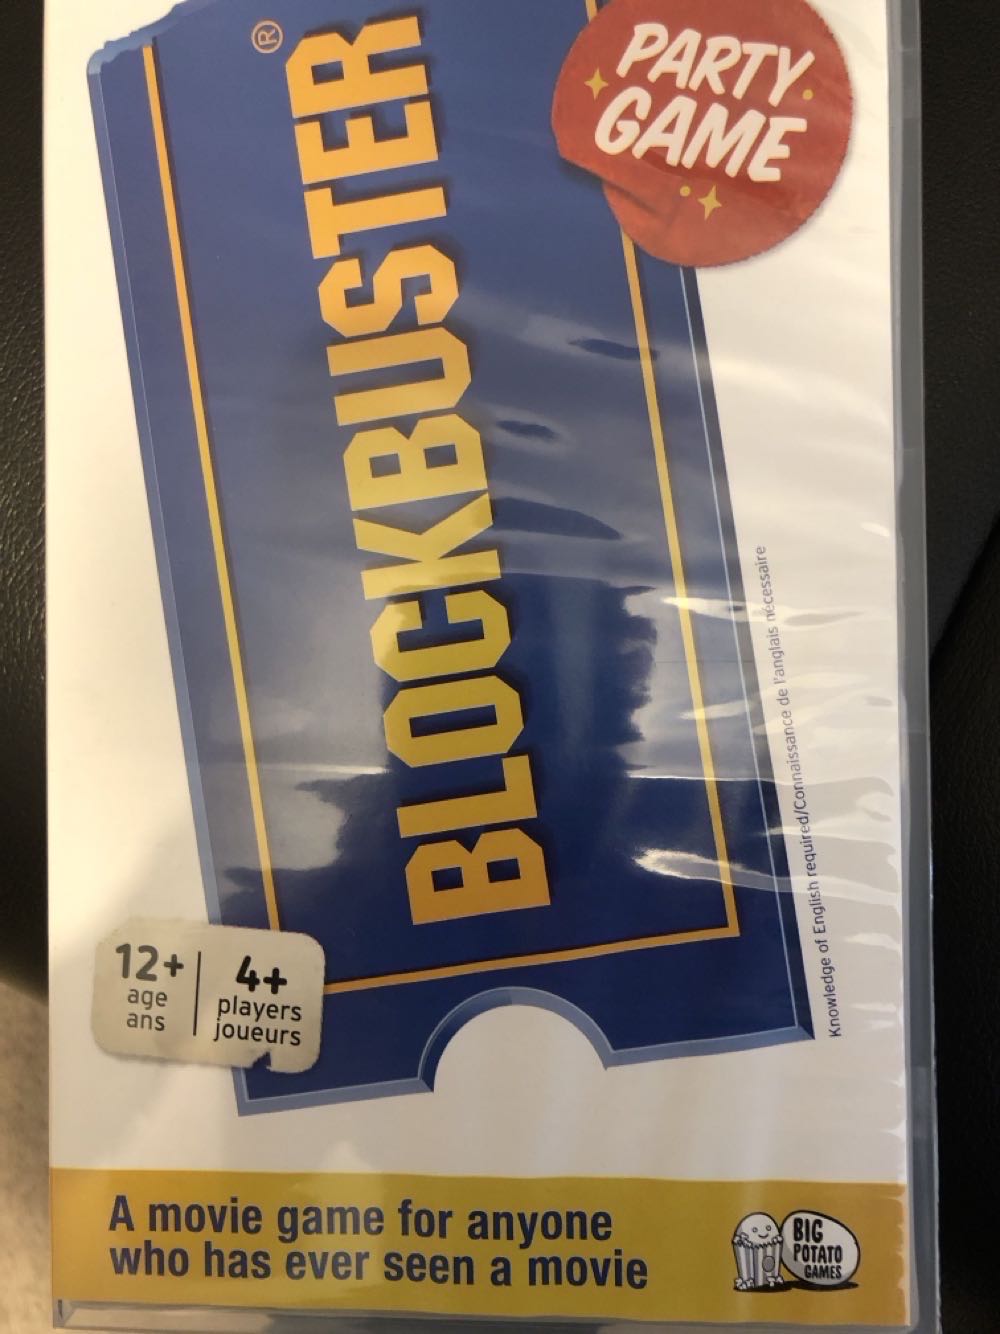 PARTY
GAME
BLOCKBUSTER®
12+
age
ans
4+
players
joueurs
Knowledge of English required/Connaissance de l'anglais nécessaire
A movie game for anyone
who has ever seen a movie
BIG
POTATO
GAMES